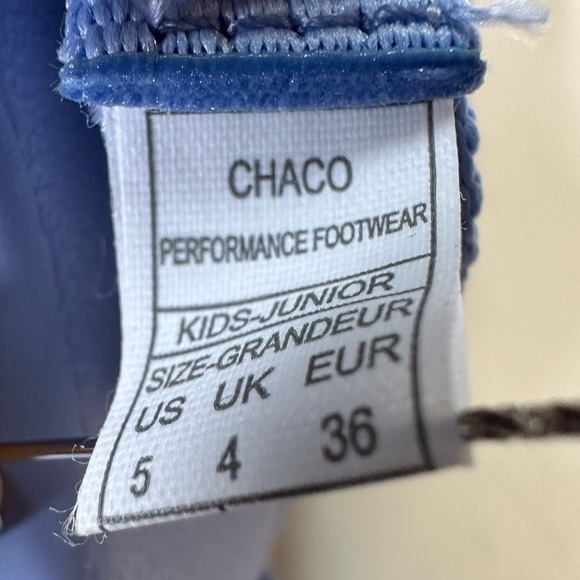 CHACO
PERFORMANCE FOOTWEAR
KIDS-JUNIOR
SIZE-GRANDEUR
US UK EUR
5 4 36